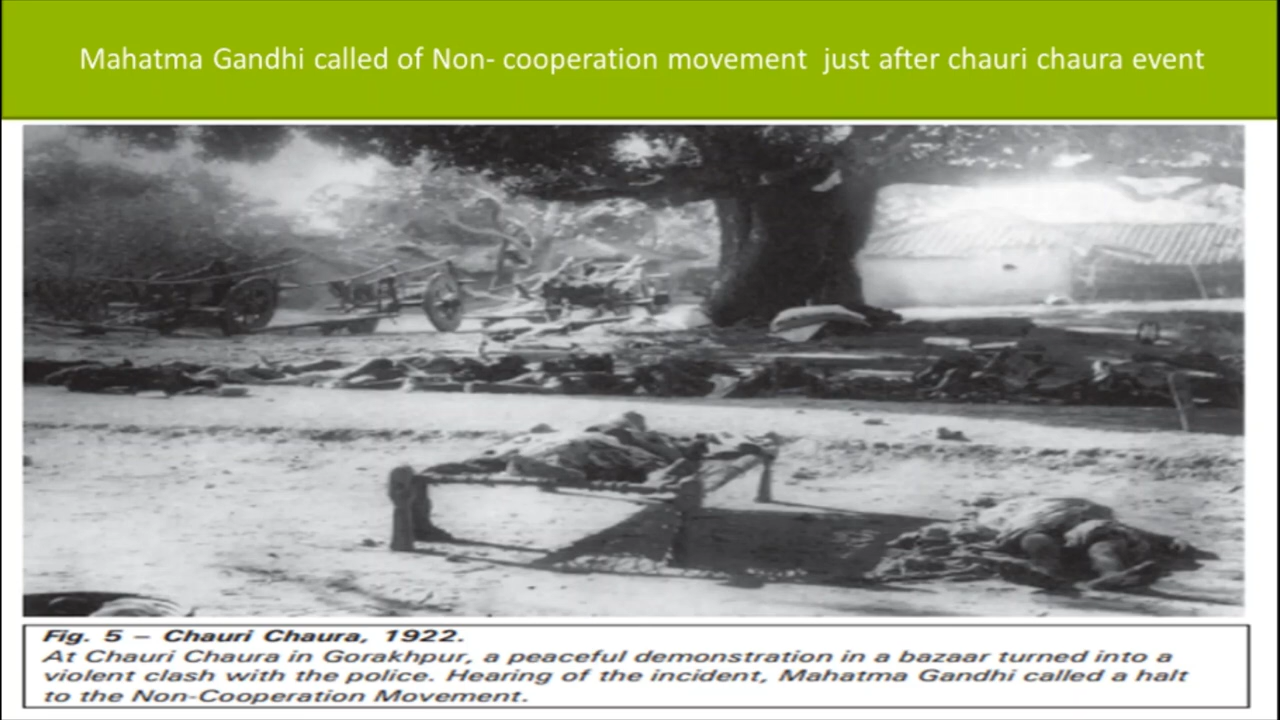 Mahatma Gandhi called of Non- cooperation movement  just after chauri chaura event
Fig. 5 – Chauri Chaura, 1922.
At Chauri Chaura in Gorakhpur, a peaceful demonstration in a bazaar turned into a
violent clash with the police. Hearing of the incident, Mahatma Gandhi called a halt
to the Non-Cooperation Movement.